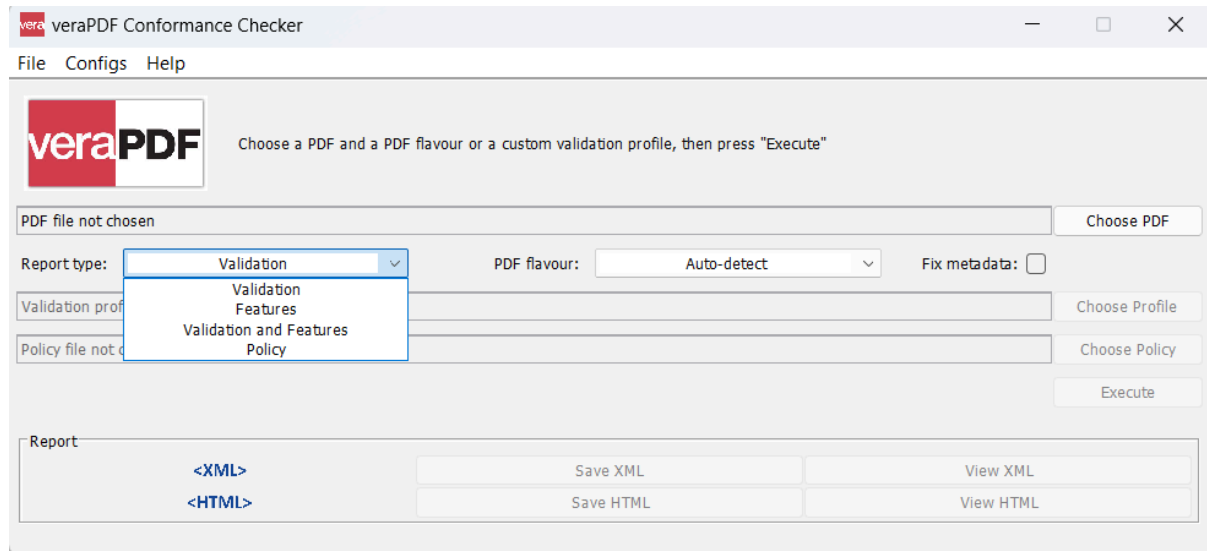 vera veraPDF Conformance Checker
File Configs Help
veraPDF
Choose a PDF and a PDF flavour or a custom validation profile, then press "Execute"
PDF file not chosen Choose PDF
Report type: Validation PDF flavour: Auto-detect Fix metadata:
Validation
Features
Validation and Features
Policy
Validation Choose Profile
Policy file not Choose Policy
Execute
Report
<XML> Save XML View XML
<HTML> Save HTML View HTML